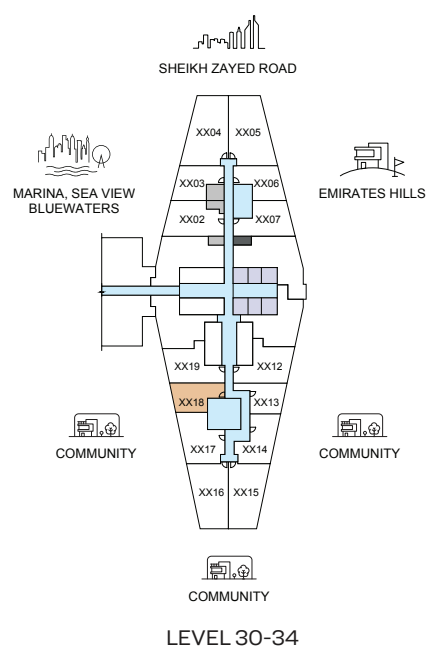 SHEIKH ZAYED ROAD
XX04 XX05
MARINA, SEA VIEW
BLUEWATERS
XX03 XX06
EMIRATES HILLS
XX02 XX07
XX19 XX12
XX18 XX13
COMMUNITY
XX17 XX14
COMMUNITY
XX16 XX15
COMMUNITY
LEVEL 30-34